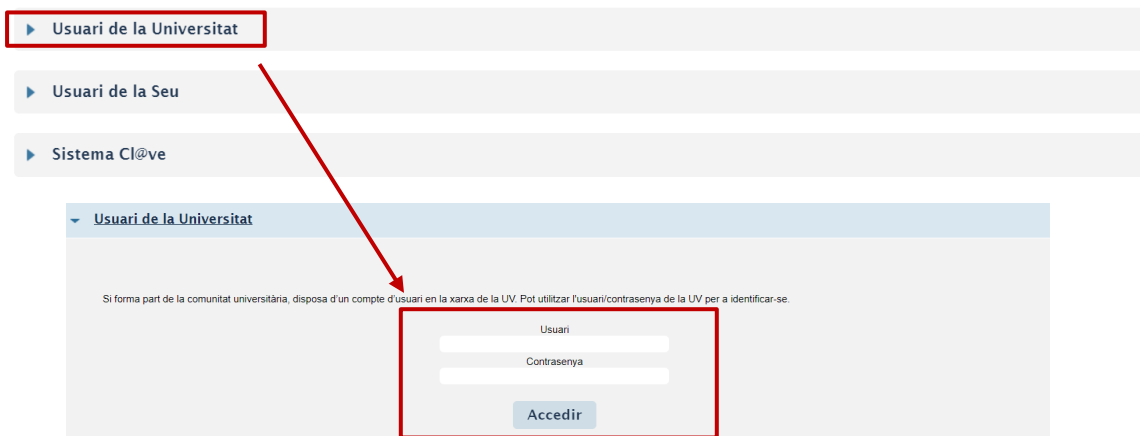 Usuari de la Universitat
Usuari de la Seu
Sistema Cl@ve
Usuari de la Universitat
Si forma part de la comunitat universitària, disposa d'un compte d'usuari en la xarxa de la UV. Pot utilitzar l'usuari/contrasenya de la UV per a identificar-se.
Usuari
Contrasenya
Accedir